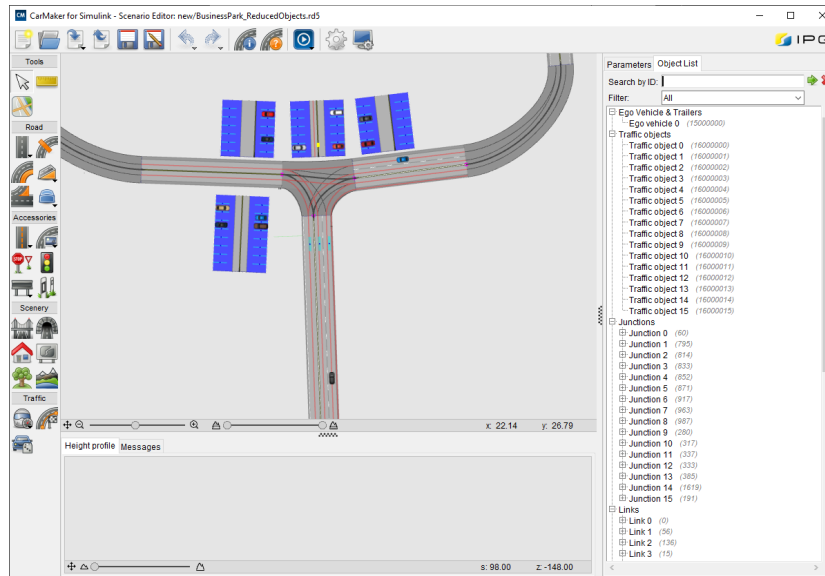 CarMaker for Simulink - Scenario Editor: new/BusinessPark_ReducedObjects.rd5
IPG
Tools
Road
Accessories
STOP
Scenery
Traffic
x: 22.14 y: 26.79
Height profile Messages
s: 98.00 z: -148.00
Parameters Object List
Search by ID:
Filter: All
Ego Vehicle & Trailers
Ego vehicle 0 (15000000)
Traffic objects
Traffic object 0 (16000000)
Traffic object 1 (16000001)
Traffic object 2 (16000002)
Traffic object 3 (16000003)
Traffic object 4 (16000004)
Traffic object 5 (16000005)
Traffic object 6 (16000006)
Traffic object 7 (16000007)
Traffic object 8 (16000008)
Traffic object 9 (16000009)
Traffic object 10 (16000010)
Traffic object 11 (16000011)
Traffic object 12 (16000012)
Traffic object 13 (16000013)
Traffic object 14 (16000014)
Traffic object 15 (16000015)
Junctions
Junction 0 (60)
Junction 1 (795)
Junction 2 (814)
Junction 3 (833)
Junction 4 (852)
Junction 5 (871)
Junction 6 (917)
Junction 7 (963)
Junction 8 (987)
Junction 9 (280)
Junction 10 (317)
Junction 11 (337)
Junction 12 (333)
Junction 13 (385)
Junction 14 (1619)
Junction 15 (191)
Links
Link 0 (0)
Link 1 (56)
Link 2 (136)
Link 3 (15)